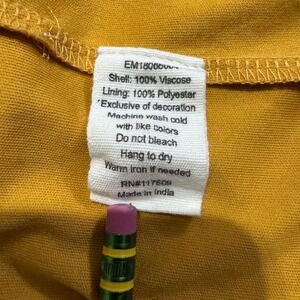 Shell: 100% Viscose
Lining: 100% Polyester
Exclusive of decoration
Machine wash cold
with like colors
Do not bleach
Hang to dry
Warm iron if needed
RN#117609
Made in India